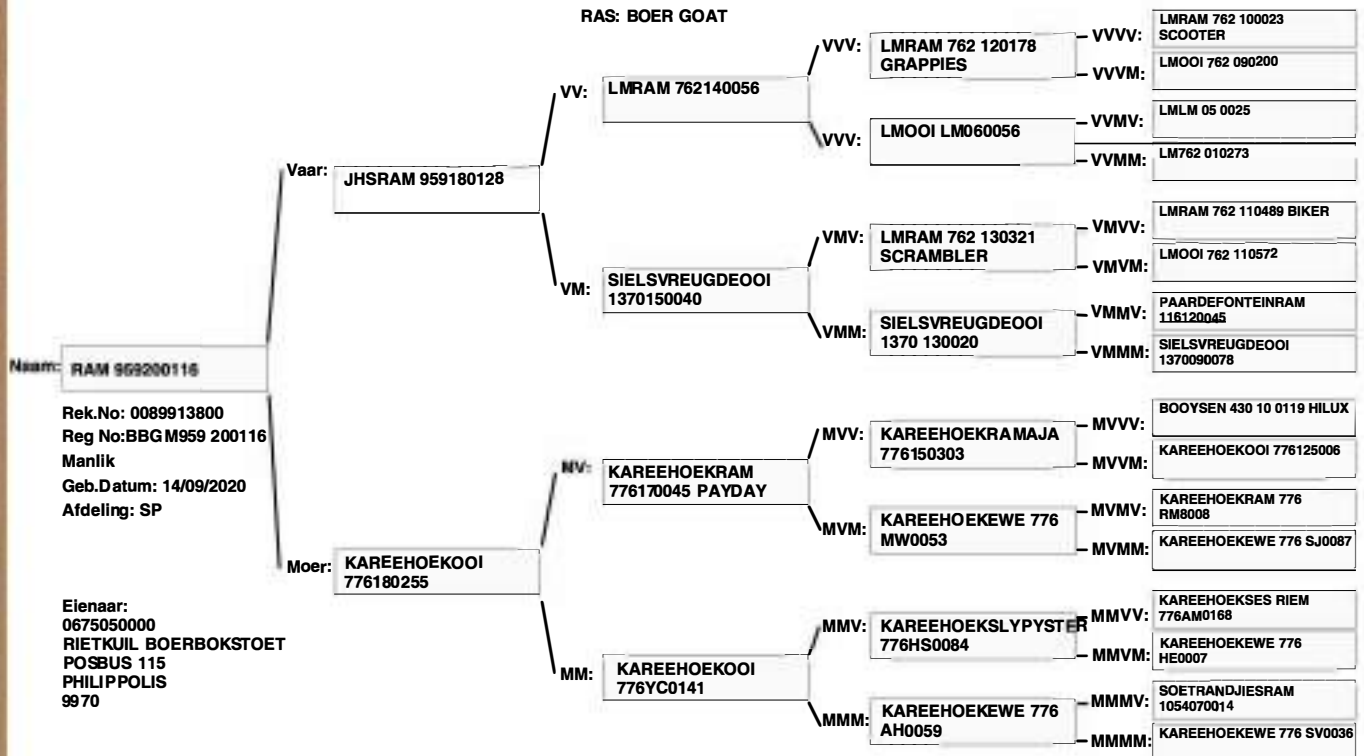 RAS: BOER GOAT
Naam: RAM 959200116
Rek.No: 0089913800
Reg No:BBG M959 200116
Manlik
Geb.Datum: 14/09/2020
Afdeling: SP
Eienaar:
0675050000
RIETKUIL BOERBOKSTOET
POSBUS 115
PHILIPPOLIS
9970
Vaar: JHSRAM 959180128
Moer: KAREEHOEKOOI
776180255
VV: LMRAM 762140056
VM: SIELSVREUGDEOOI
1370150040
MV: KAREEHOEKRAM
776170045 PAYDAY
MM: KAREEHOEKOOI
776YC0141
VVV: LMRAM 762 120178
GRAPPIES
VVV: LMOOI LM060056
VMV: LMRAM 762 130321
SCRAMBLER
VMM: SIELSVREUGDEOOI
1370 130020
MVV: KAREEHOEKRAMAJA
776150303
MVM: KAREEHOEKEWE 776
MW0053
MMV: KAREEHOEKSLYPYSTER
776HS0084
MMM: KAREEHOEKEWE 776
AH0059
VVVV: LMRAM 762 100023
SCOOTER
VVVM: LMOOI 762 090200
VVMV: LMLM 05 0025
VVMM: LM762 010273
VMVV: LMRAM 762 110489 BIKER
VMVM: LMOOI 762 110572
VMMV: PAARDEFONTEINRAM
116120045
VMMM: SIELSVREUGDEOOI
1370090078
MVVV: BOOYSEN 430 10 0119 HILUX
MVVM: KAREEHOEKOOI 776125006
MVMV: KAREEHOEKRAM 776
RM8008
MVMM: KAREEHOEKEWE 776 SJ0087
MMVV: KAREEHOEKSES RIEM
776AM0168
MMVM: KAREEHOEKEWE 776
HE0007
MMMV: SOETRANDJIESRAM
1054070014
MMMM: KAREEHOEKEWE 776 SV0036